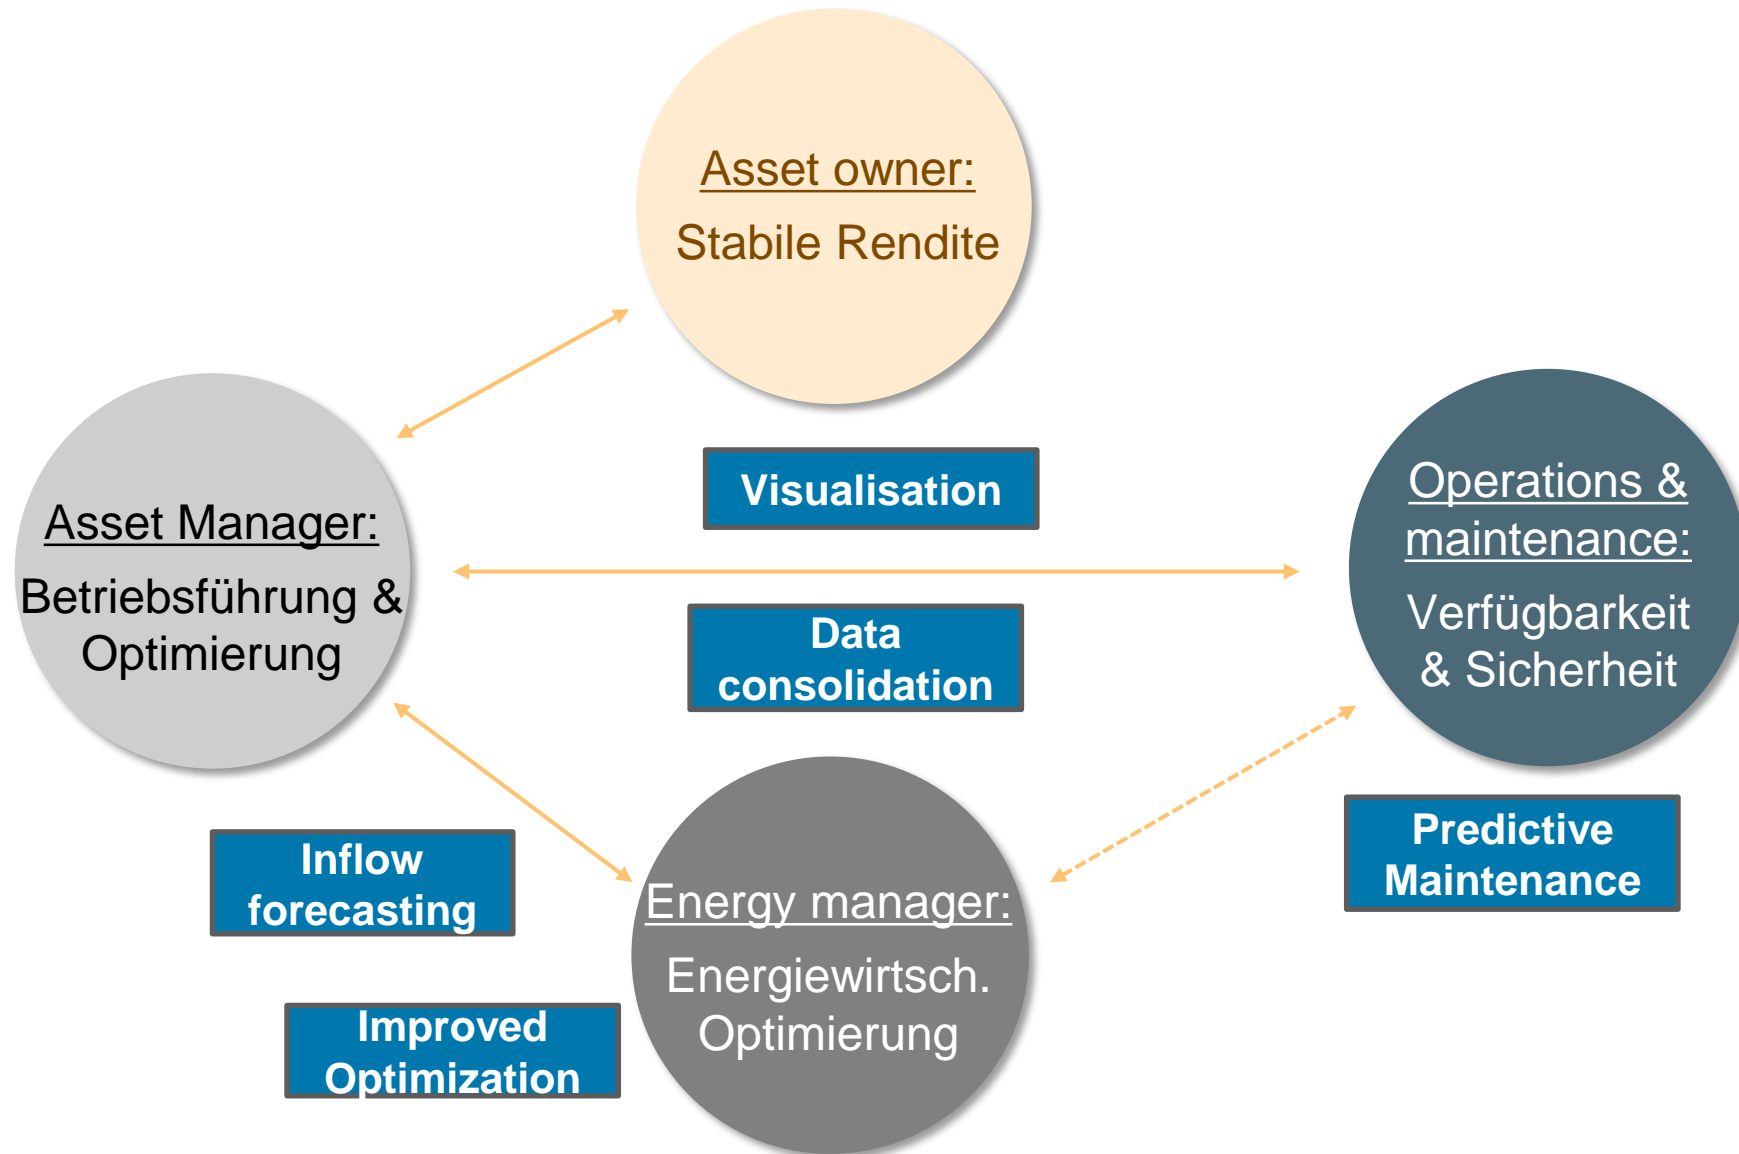 Asset owner:
Stabile Rendite
Visualisation
Asset Manager:
Betriebsführung &
Optimierung
Operations &
maintenance:
Verfügbarkeit
& Sicherheit
Data
consolidation
Inflow
forecasting
Predictive
Maintenance
Energy manager:
Energiewirtsch.
Optimierung
Improved
Optimization